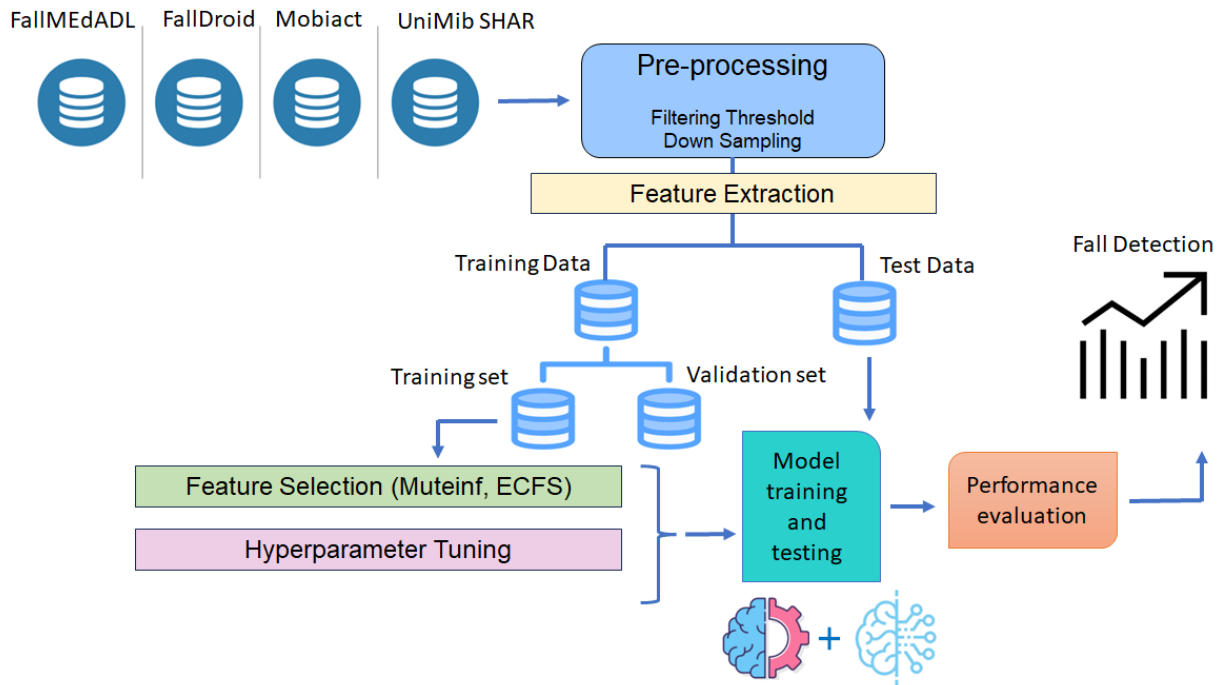 FallMEdADL
FallDroid
Mobiact
UniMib SHAR
Pre-processing
Filtering Threshold
Down Sampling
Feature Extraction
Training Data
Test Data
Fall Detection
Training set
Validation set
Feature Selection (Muteinf, ECFS)
Hyperparameter Tuning
Model
training
and
testing
Performance
evaluation